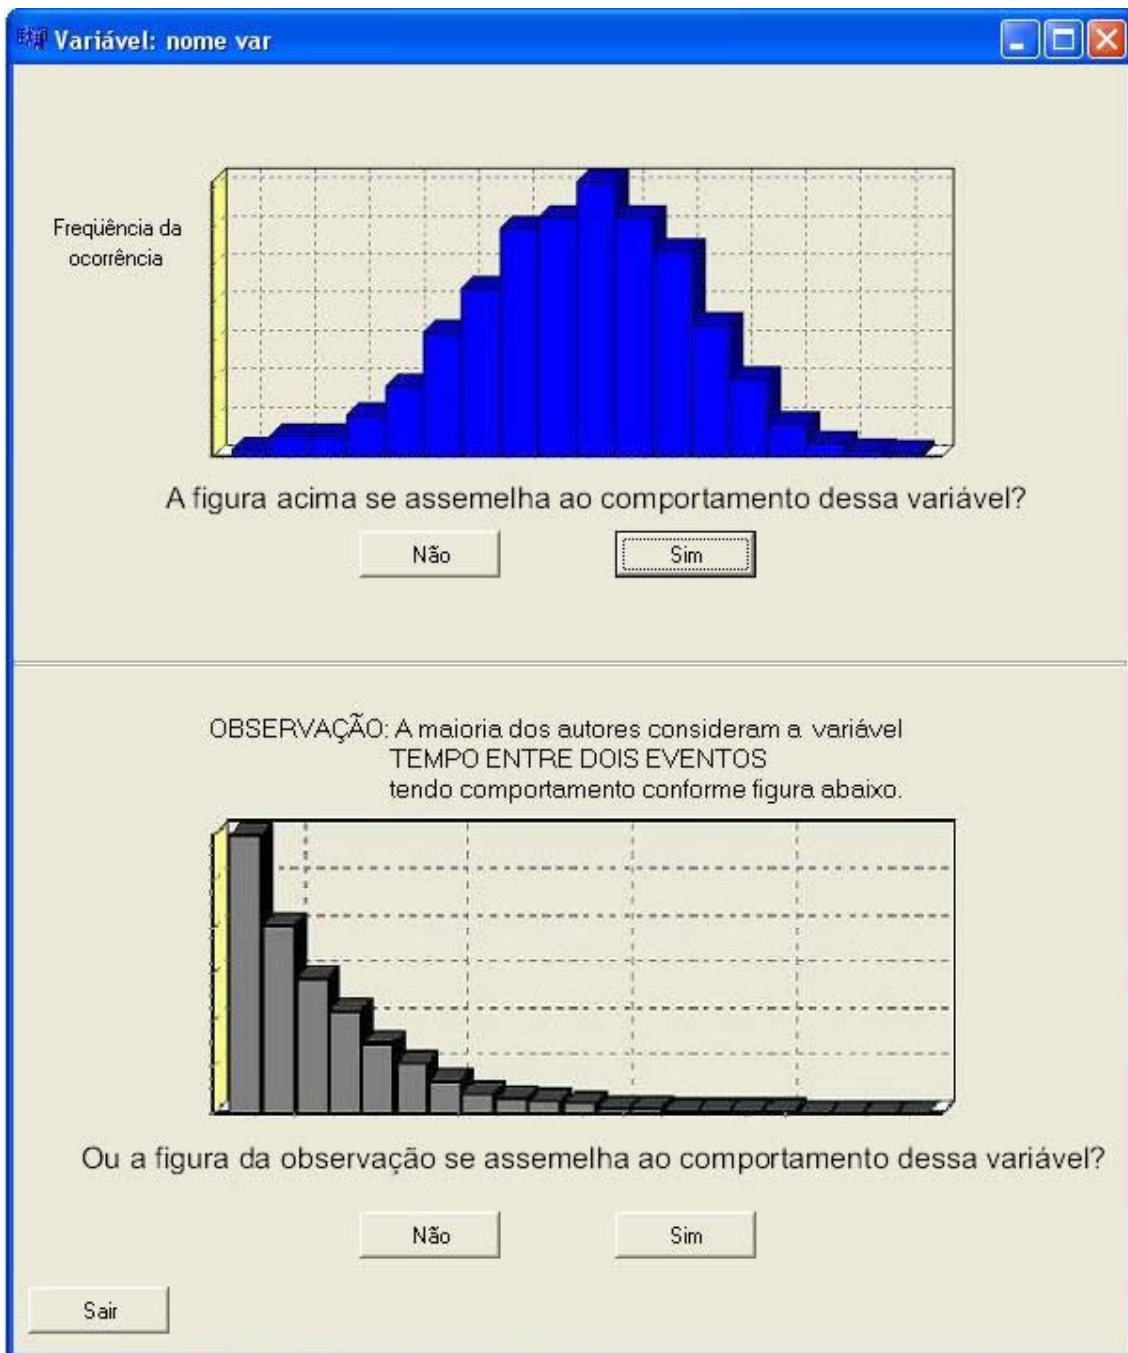 Variável: nome var
Freqüência da
ocorrência
A figura acima se assemelha ao comportamento dessa variável?
Não
Sim
OBSERVAÇÃO: A maioria dos autores consideram a variável
TEMPO ENTRE DOIS EVENTOS
tendo comportamento conforme figura abaixo.
Ou a figura da observação se assemelha ao comportamento dessa variável?
Não
Sim
Sair